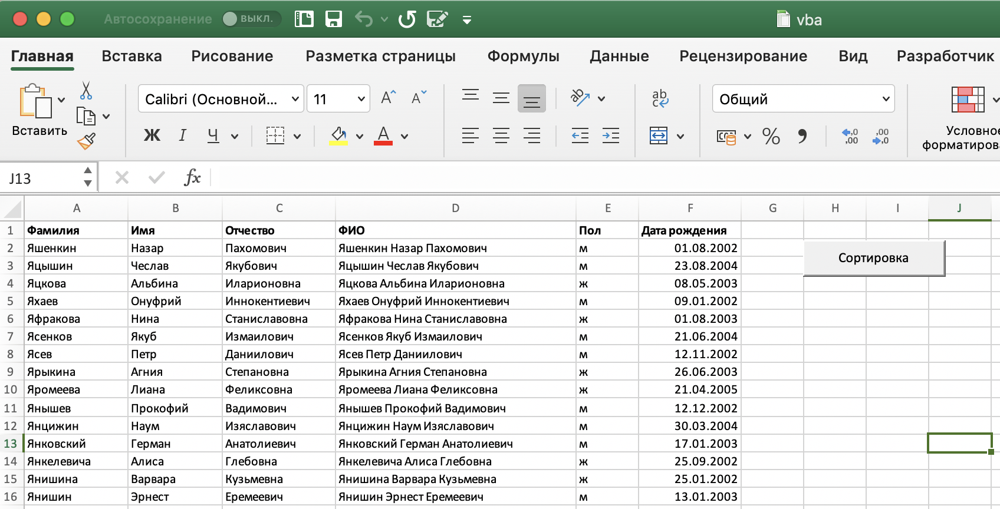 Автосохранение ВЫКЛ. vba
Главная Вставка Рисование Разметка страницы Формулы Данные Рецензирование Вид Разработчик
Вставить Calibri (Основной... 11 Общий
Ж I Ч A % ,0 ,00 ,00 ,0
Условное
форматирова
J13 fx
A B C D E F G H I J
1 Фамилия Имя Отчество ФИО Пол Дата рождения
2 Яшенкин Назар Пахомович Яшенкин Назар Пахомович м 01.08.2002
Сортировка
3 Яцышин Чеслав Якубович Яцышин Чеслав Якубович м 23.08.2004
4 Яцкова Альбина Иларионовна Яцкова Альбина Иларионовна ж 08.05.2003
5 Яхаев Онуфрий Иннокентиевич Яхаев Онуфрий Иннокентиевич м 09.01.2002
6 Яфракова Нина Станиславовна Яфракова Нина Станиславовна ж 01.08.2003
7 Ясенков Якуб Измаилович Ясенков Якуб Измаилович м 21.06.2004
8 Ясев Петр Даниилович Ясев Петр Даниилович м 12.11.2002
9 Ярыкина Агния Степановна Ярыкина Агния Степановна ж 26.06.2003
10 Яромеева Лиана Феликсовна Яромеева Лиана Феликсовна ж 21.04.2005
11 Янышев Прокофий Вадимович Янышев Прокофий Вадимович м 12.12.2002
12 Янцижин Наум Изяславович Янцижин Наум Изяславович м 30.03.2004
13 Янковский Герман Анатолиевич Янковский Герман Анатолиевич м 17.01.2003
14 Янкелевича Алиса Глебовна Янкелевича Алиса Глебовна ж 25.09.2002
15 Янишина Варвара Кузьмевна Янишина Варвара Кузьмевна ж 25.01.2002
16 Янишин Эрнест Еремеевич Янишин Эрнест Еремеевич м 13.01.2003